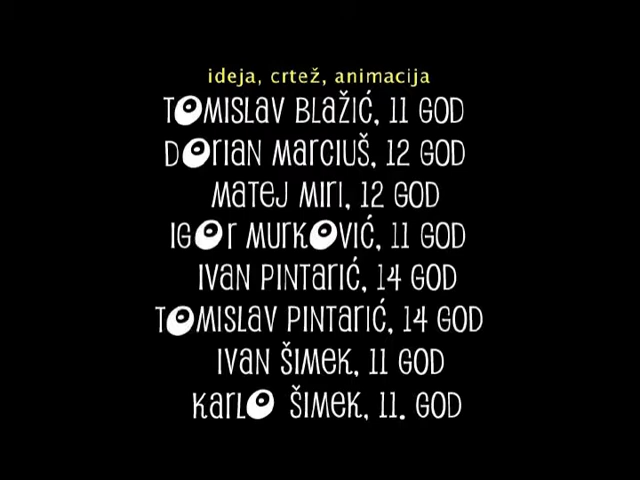 ideja, crtež, animacija
TOMISLAV BLAŽIĆ, 11 GOD
DORIAN MARCIUŠ, 12 GOD
MATEJ MIRI, 12 GOD
IGOR MURKOVIĆ, 11 GOD
IVAN PINTARIĆ, 14 GOD
TOMISLAV PINTARIĆ, 14 GOD
IVAN ŠIMEK, 11 GOD
KARLO ŠIMEK, 11. GOD